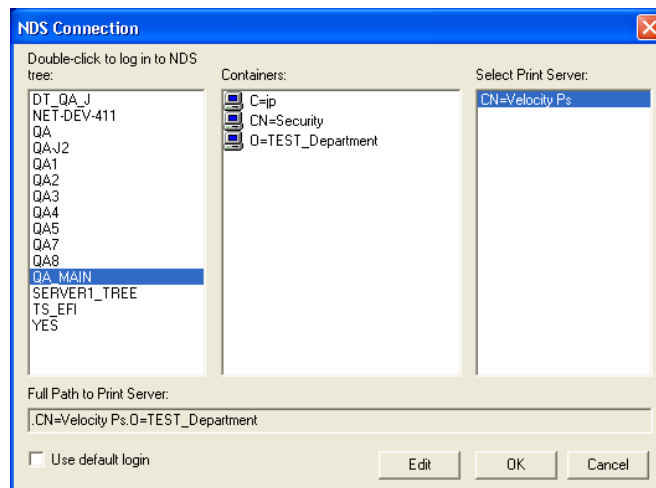 NDS Connection
Double-click to log in to NDS
tree:
DT_QA_J
NET-DEV-411
QA
QA-J2
QA1
QA2
QA3
QA4
QA5
QA7
QA8
QA_MAIN
SERVER1_TREE
TS_EFI
YES
Containers:
C=jp
CN=Security
O=TEST_Department
Select Print Server:
CN=Velocity Ps
Full Path to Print Server:
.CN=Velocity Ps.O=TEST_Department
Use default login
Edit
OK
Cancel